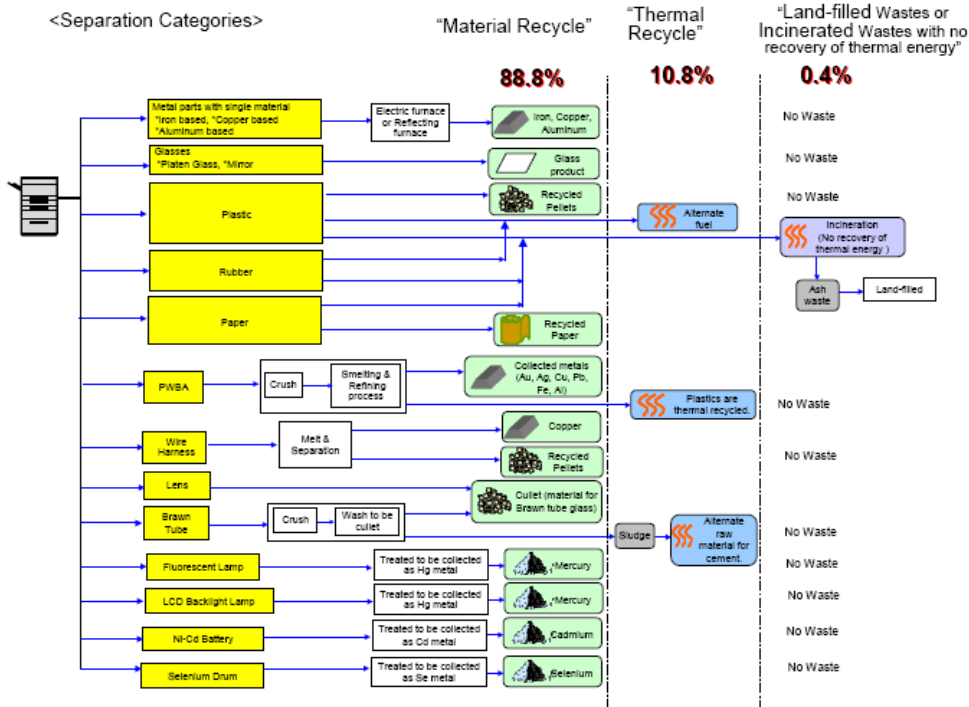 <Separation Categories>
"Material Recycle"
"Thermal
Recycle"
"Land-filled Wastes or
Incinerated Wastes with no
recovery of thermal energy"
88.8%
10.8%
0.4%
Metal parts with single material
*Iron based, *Copper based
*Aluminum based
Electric furnace
or Reflecting
furnace
Iron, Copper,
Aluminum
No Waste
Glasses
*Platen Glass, *Mirror
Glass
product
No Waste
Plastic
Recycled
Pellets
No Waste
Alternate
fuel
Incineration
(No recovery of
thermal energy )
Rubber
Ash
waste
Land-filled
Paper
Recycled
Paper
PWBA
Crush
Smelting &
Refining
process
Collected metals
(Au, Ag, Cu, Pb,
Fe, Al)
Plastics are
thermal recycled.
No Waste
Wire
Harness
Melt &
Separation
Copper
Recycled
Pellets
No Waste
Lens
Cullet (material for
Brawn tube glass)
Brawn
Tube
Crush
Wash to be
cullet
Sludge
Alternate
raw
material for
cement.
No Waste
Fluorescent Lamp
Treated to be collected
as Hg metal
*Mercury
No Waste
LCD Backlight Lamp
Treated to be collected
as Hg metal
*Mercury
No Waste
Ni-Cd Battery
Treated to be collected
as Cd metal
*Cadmium
No Waste
Selenium Drum
Treated to be collected
as Se metal
*Selenium
No Waste